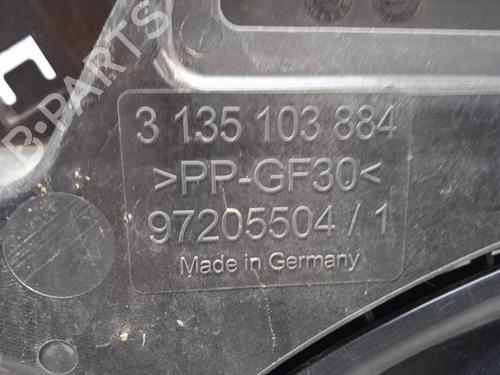 B-PARTS
3 135 103 884
>PP-GF30<
97205504 / 1
Made in Germany